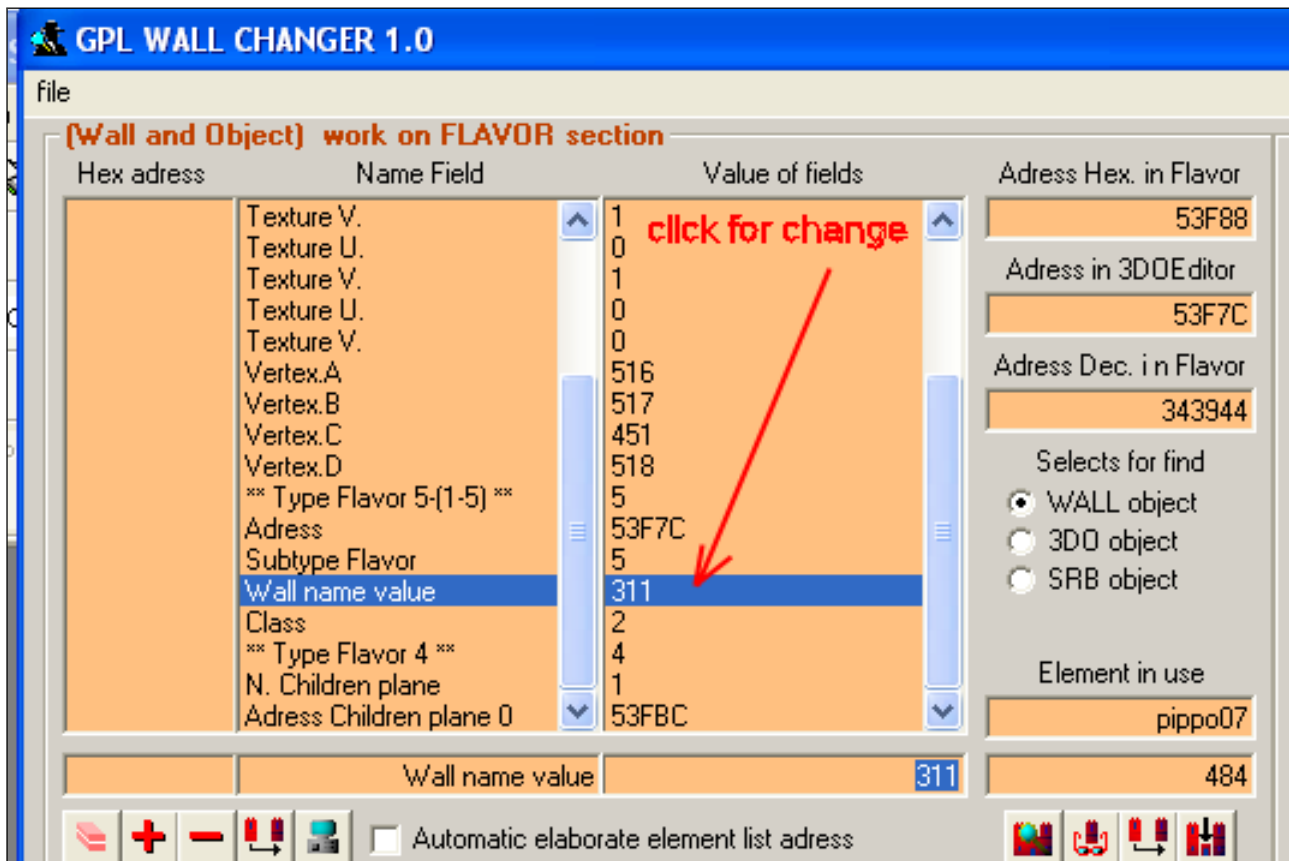 GPL WALL CHANGER 1.0
file
(Wall and Object) work on FLAVOR section
Hex adress Name Field Value of fields Adress Hex. in Flavor
Texture V. 1 53F88
click for change
Texture U. 0
Texture V. 1 Adress in 3DOEditor
Texture U. 0 53F7C
Texture V. 0
Vertex.A 516 Adress Dec. i n Flavor
Vertex.B 517 343944
Vertex.C 451
Vertex.D 518 Selects for find
** Type Flavor 5-(1-5) ** 5 WALL object
Adress 53F7C 3DO object
Subtype Flavor 5 SRB object
Wall name value 311
Class 2
** Type Flavor 4 ** 4 Element in use
N. Children plane 1 pippo07
Adress Children plane 0 53FBC
Wall name value 311 484
Automatic elaborate element list adress